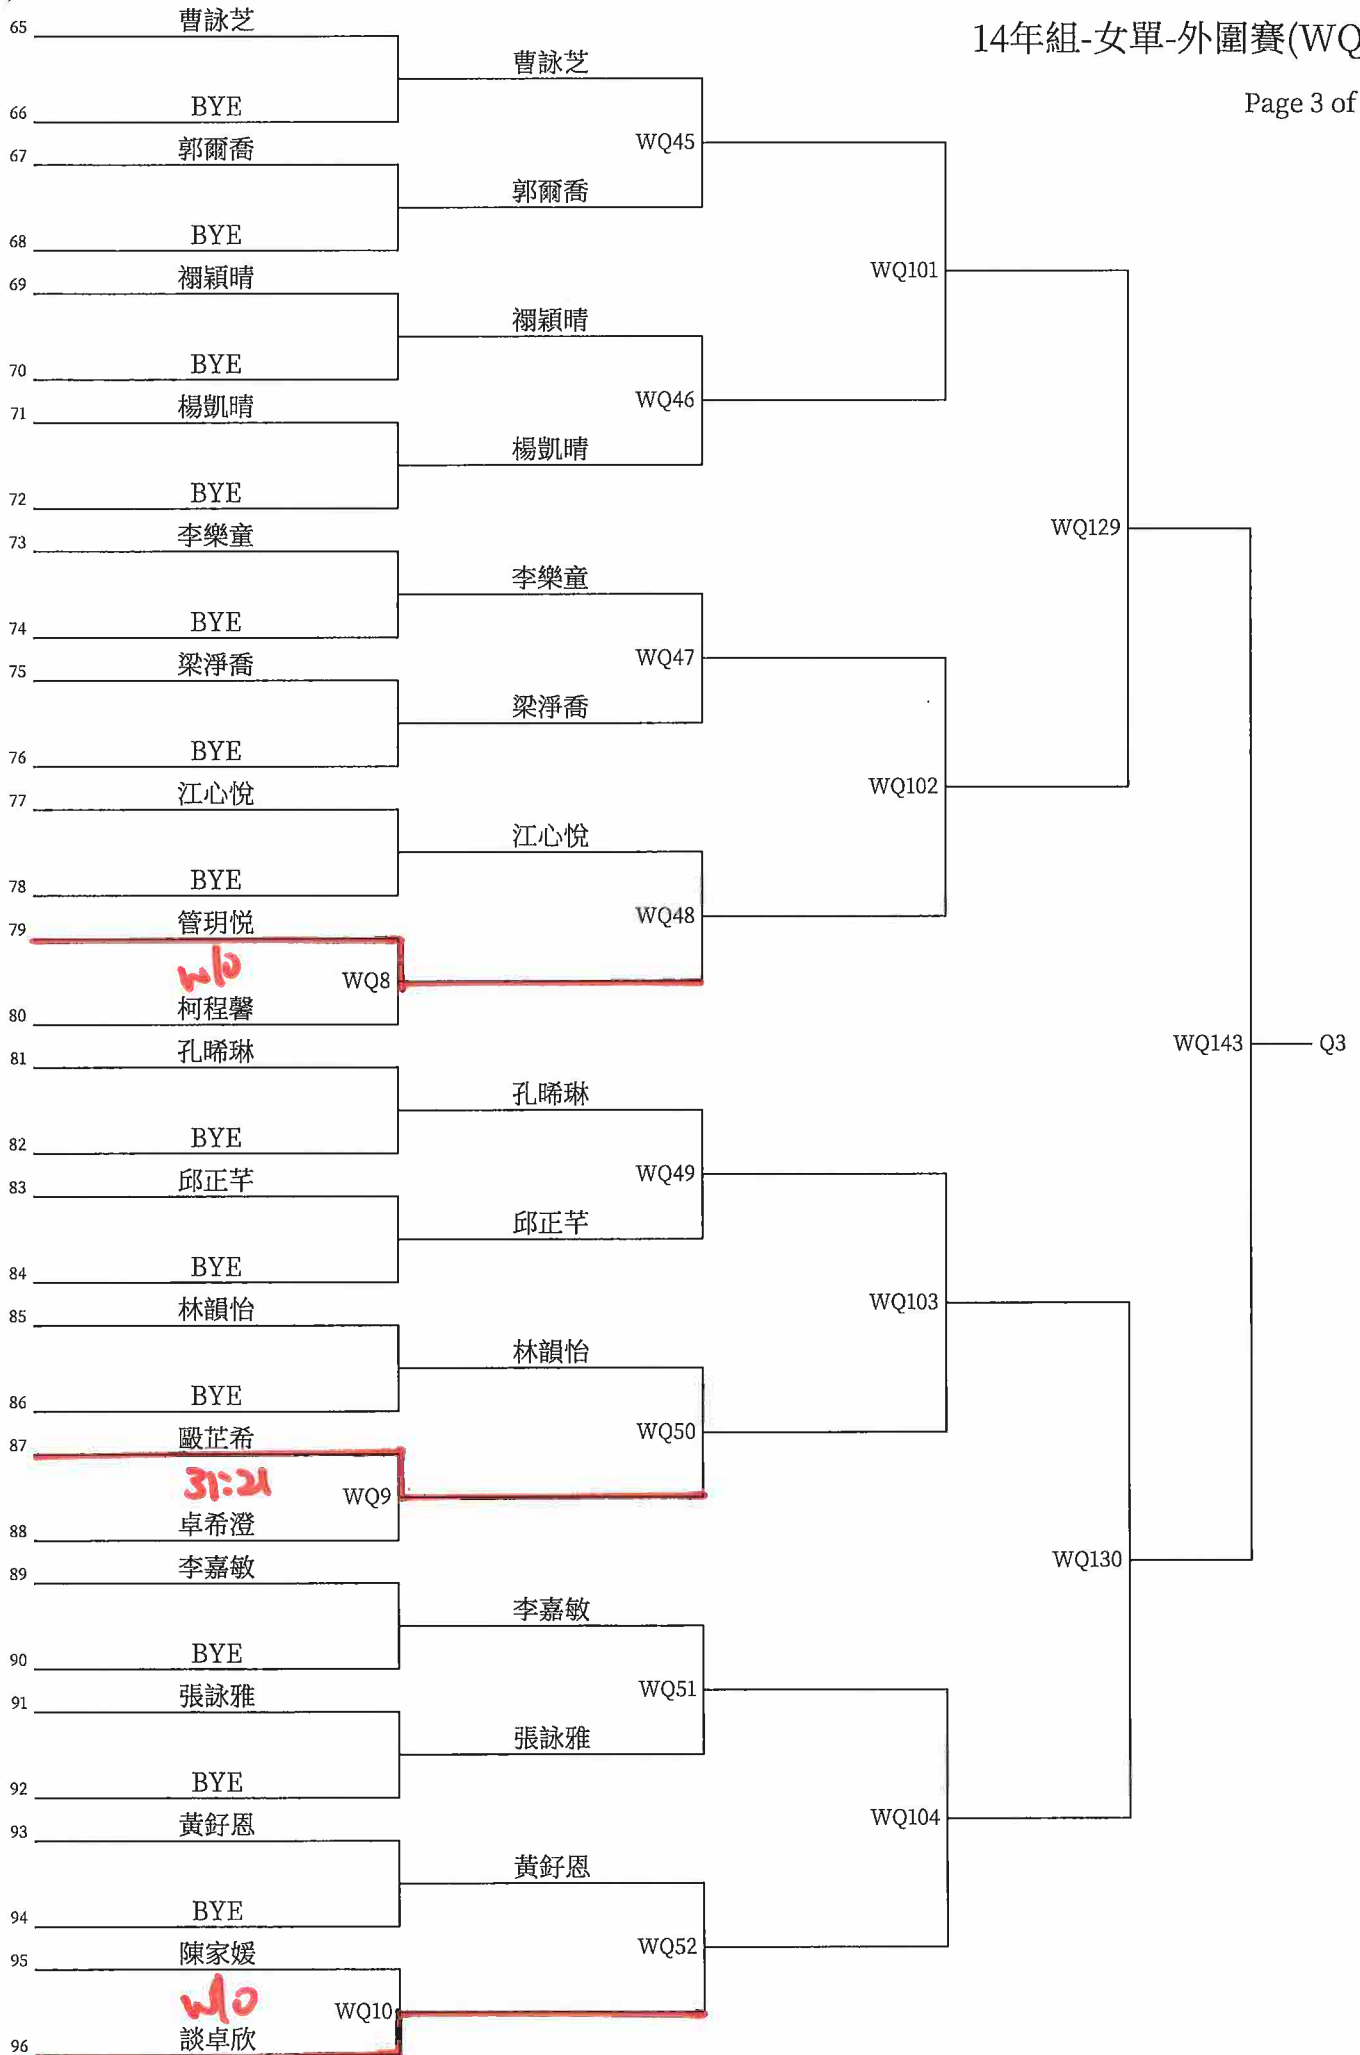 14年組-女單-外圍賽(WQ
Page 3 of
65 曹詠芝
曹詠芝
66 BYE
WQ45
67 郭爾喬
郭爾喬
68 BYE
WQ101
69 禤穎晴
禤穎晴
70 BYE
WQ46
71 楊凱晴
楊凱晴
72 BYE
WQ129
73 李樂童
李樂童
74 BYE
WQ47
75 梁淨喬
梁淨喬
76 BYE
WQ102
77 江心悅
江心悅
78 BYE
WQ48
79 管玥悦
w/o
WQ8
80 柯程馨
WQ143 Q3
81 孔晞琳
孔晞琳
82 BYE
WQ49
83 邱正芊
邱正芊
84 BYE
WQ103
85 林韻怡
林韻怡
86 BYE
WQ50
87 毆芷希
31:21
WQ9
88 卓希澄
WQ130
89 李嘉敏
李嘉敏
90 BYE
WQ51
91 張詠雅
張詠雅
92 BYE
WQ104
93 黃釨恩
黃釨恩
94 BYE
WQ52
95 陳家媛
w/o
WQ10
96 談卓欣